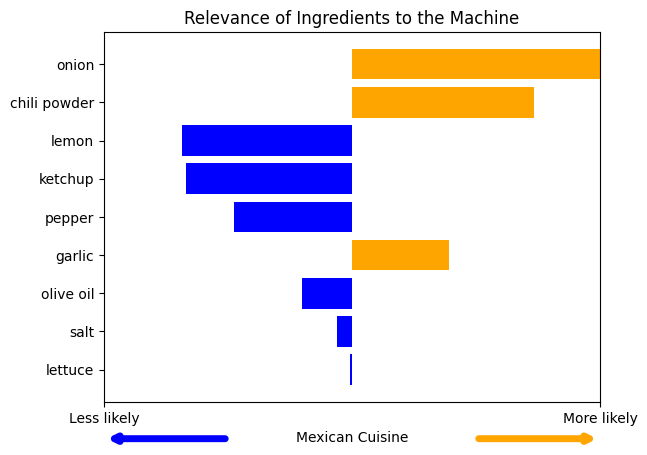 Relevance of Ingredients to the Machine
onion
chili powder
lemon
ketchup
pepper
garlic
olive oil
salt
lettuce
Less likely
More likely
Mexican Cuisine